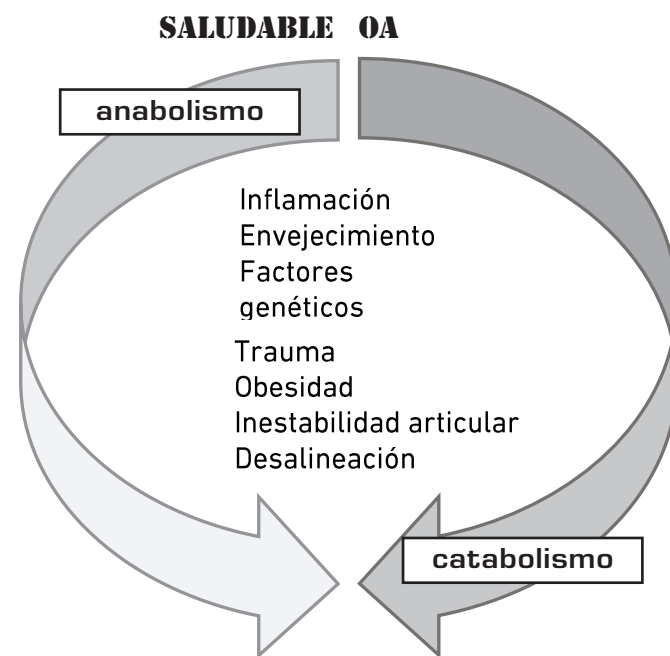 SALUDABLE OA
anabolismo
Inflamación
Envejecimiento
Factores
genéticos
Trauma
Obesidad
Inestabilidad articular
Desalineación
catabolismo